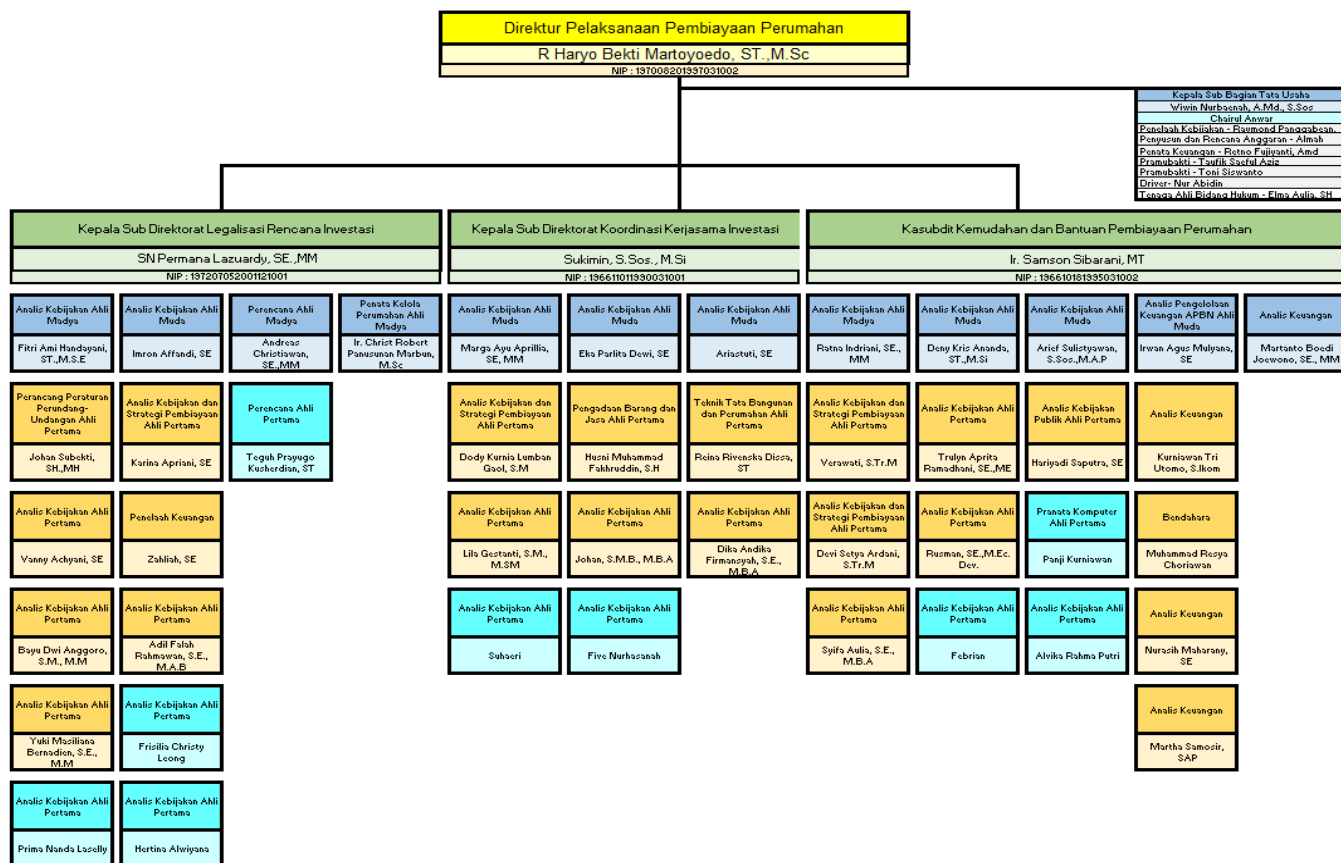 Direktur Pelaksanaan Pembiayaan Perumahan
R Haryo Bekti Martoyoedo, ST.,M.Sc
NIP : 197008201997031002
Kepala Sub Bagian Tata Usaha
Wiwin Nurbaenah, A.Md., S.Sos
Chairul Anwar
Penelaah Kebijakan - Raymond Panggabean.
Penyusun dan Rencana Anggaran - Almah
Penata Keuangan - Retno Fujiyanti, Amd
Pramubakti - Taufik Saeful Aziz
Pramubakti - Toni Siswanto
Driver- Nur Abidin
Tenaga Ahli Bidang Hukum - Elma Aulia, SH
Kepala Sub Direktorat Legalisasi Rencana Investasi
SN Permana Lazuardy, SE.,MM
NIP : 197207052001121001
Kepala Sub Direktorat Koordinasi Kerjasama Investasi
Sukimin, S.Sos., M.Si
NIP : 196611011990031001
Kasubdit Kemudahan dan Bantuan Pembiayaan Perumahan
Ir. Samson Sibarani, MT
NIP : 196610181995031002
Analis Kebijakan Ahli
Madya
Fitri Ami Handayani,
ST.,M.S.E
Analis Kebijakan Ahli
Muda
Imron Affandi, SE
Perencana Ahli
Madya
Andreas
Christiawan,
SE.,MM
Penata Kelola
Perumahan Ahli
Madya
Ir. Christ Robert
Panusunan Marbun,
M.Sc
Analis Kebijakan Ahli
Muda
Marga Ayu Aprillia,
SE, MM
Analis Kebijakan Ahli
Muda
Eka Parlita Dewi, SE
Analis Kebijakan Ahli
Muda
Ariastuti, SE
Analis Kebijakan Ahli
Madya
Ratna Indriani, SE.,
MM
Analis Kebijakan Ahli
Muda
Deny Kris Ananda,
ST.,M.Si
Analis Kebijakan Ahli
Muda
Arief Sulistyawan,
S.Sos.,M.A.P
Analis Pengelolaan
Keuangan APBN Ahli
Muda
Irwan Agus Mulyana,
SE
Analis Keuangan
Martanto Boedi
Joewono, SE., MM
Perancang Peraturan
Perundang-
Undangan Ahli
Pertama
Johan Subekti,
SH.,MH
Analis Kebijakan dan
Strategi Pembiayaan
Ahli Pertama
Karina Apriani, SE
Perencana Ahli
Pertama
Teguh Prayugo
Kusherdian, ST
Analis Kebijakan dan
Strategi Pembiayaan
Ahli Pertama
Dody Kurnia Lumban
Gaol, S.M
Pengadaan Barang dan
Jasa Ahli Pertama
Husni Muhammad
Fakhruddin, S.H
Teknik Tata Bangunan
dan Perumahan Ahli
Pertama
Reina Rivenska Dissa,
ST
Analis Kebijakan dan
Strategi Pembiayaan
Ahli Pertama
Verawati, S.Tr.M
Analis Kebijakan Ahli
Pertama
Trulyn Aprita
Ramadhani, SE.,ME
Analis Kebijakan
Publik Ahli Pertama
Hariyadi Saputra, SE
Analis Keuangan
Kurniawan Tri
Utomo, S.Ikom
Analis Kebijakan Ahli
Pertama
Vanny Achyani, SE
Penelaah Keuangan
Zahliah, SE
Analis Kebijakan Ahli
Pertama
Lila Gestanti, S.M.,
M.SM
Analis Kebijakan Ahli
Pertama
Johan, S.M.B., M.B.A
Analis Kebijakan Ahli
Pertama
Dika Andika
Firmansyah, S.E.,
M.B.A
Analis Kebijakan dan
Strategi Pembiayaan
Ahli Pertama
Devi Setya Ardani,
S.Tr.M
Analis Kebijakan Ahli
Pertama
Rusman, SE.,M.Ec.
Dev.
Pranata Komputer
Ahli Pertama
Panji Kurniawan
Bendahara
Muhammad Resya
Choriawan
Analis Kebijakan Ahli
Pertama
Bayu Dwi Anggoro,
S.M., M.M
Analis Kebijakan Ahli
Pertama
Adil Falah
Rahmawan, S.E.,
M.A.B
Analis Kebijakan Ahli
Pertama
Suhaeri
Analis Kebijakan Ahli
Pertama
Five Nurhasanah
Analis Kebijakan Ahli
Pertama
Syifa Aulia, S.E.,
M.B.A
Analis Kebijakan Ahli
Pertama
Febrian
Analis Kebijakan Ahli
Pertama
Alvika Rahma Putri
Analis Keuangan
Nurasih Maharany,
SE
Analis Kebijakan Ahli
Pertama
Yuki Masiliana
Bernadien, S.E.,
M.M
Analis Kebijakan Ahli
Pertama
Frisilia Christy
Leong
Analis Keuangan
Martha Samosir,
SAP
Analis Kebijakan Ahli
Pertama
Prima Nanda Laselly
Analis Kebijakan Ahli
Pertama
Hertina Alwiyana